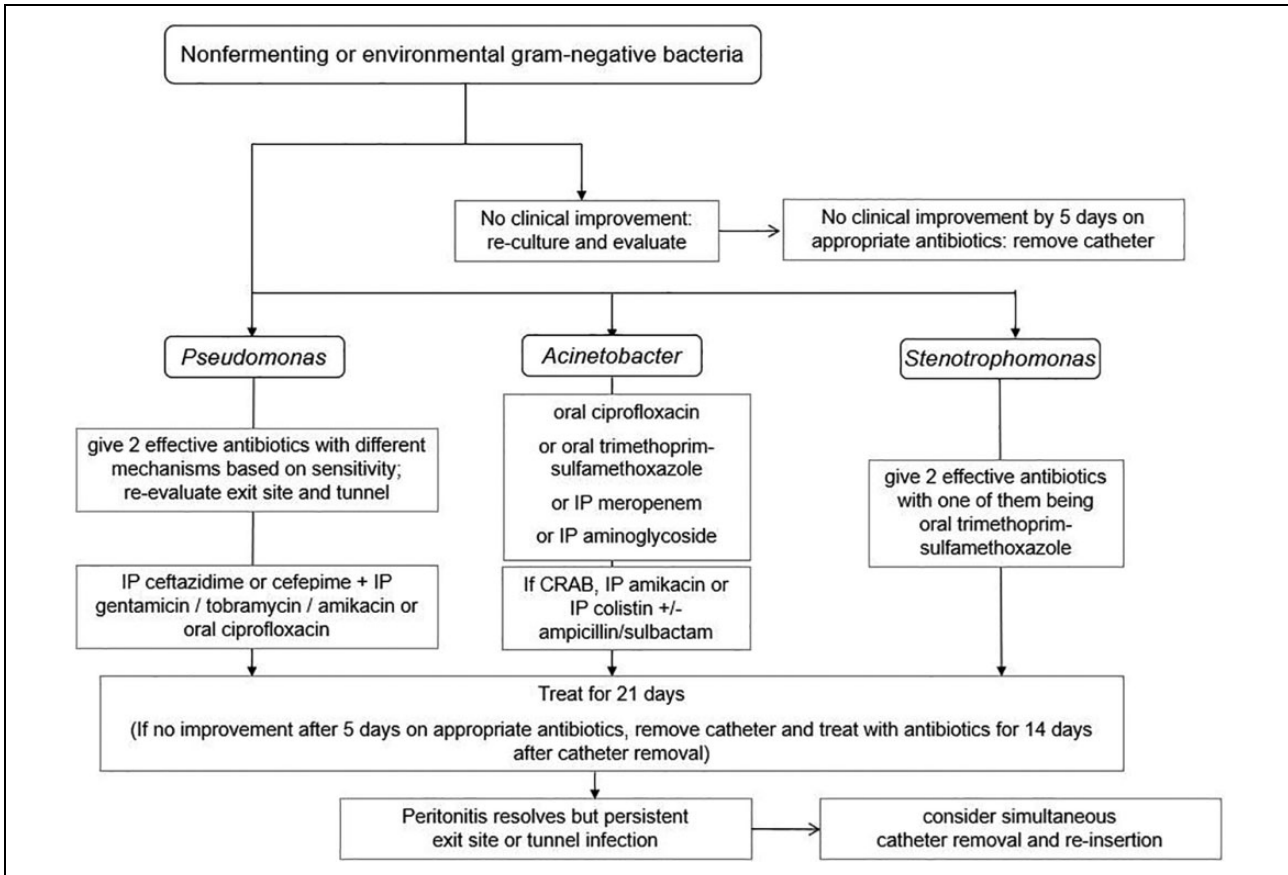 Nonfermenting or environmental gram-negative bacteria
No clinical improvement:
re-culture and evaluate
No clinical improvement by 5 days on
appropriate antibiotics: remove catheter
Pseudomonas
give 2 effective antibiotics with different
mechanisms based on sensitivity;
re-evaluate exit site and tunnel
IP ceftazidime or cefepime + IP
gentamicin / tobramycin / amikacin or
oral ciprofloxacin
Acinetobacter
oral ciprofloxacin
or oral trimethoprim-
sulfamethoxazole
or IP meropenem
or IP aminoglycoside
If CRAB, IP amikacin or
IP colistin +/-
ampicillin/sulbactam
Stenotrophomonas
give 2 effective antibiotics
with one of them being
oral trimethoprim-
sulfamethoxazole
Treat for 21 days
(If no improvement after 5 days on appropriate antibiotics, remove catheter and treat with antibiotics for 14 days
after catheter removal)
Peritonitis resolves but persistent
exit site or tunnel infection
consider simultaneous
catheter removal and re-insertion